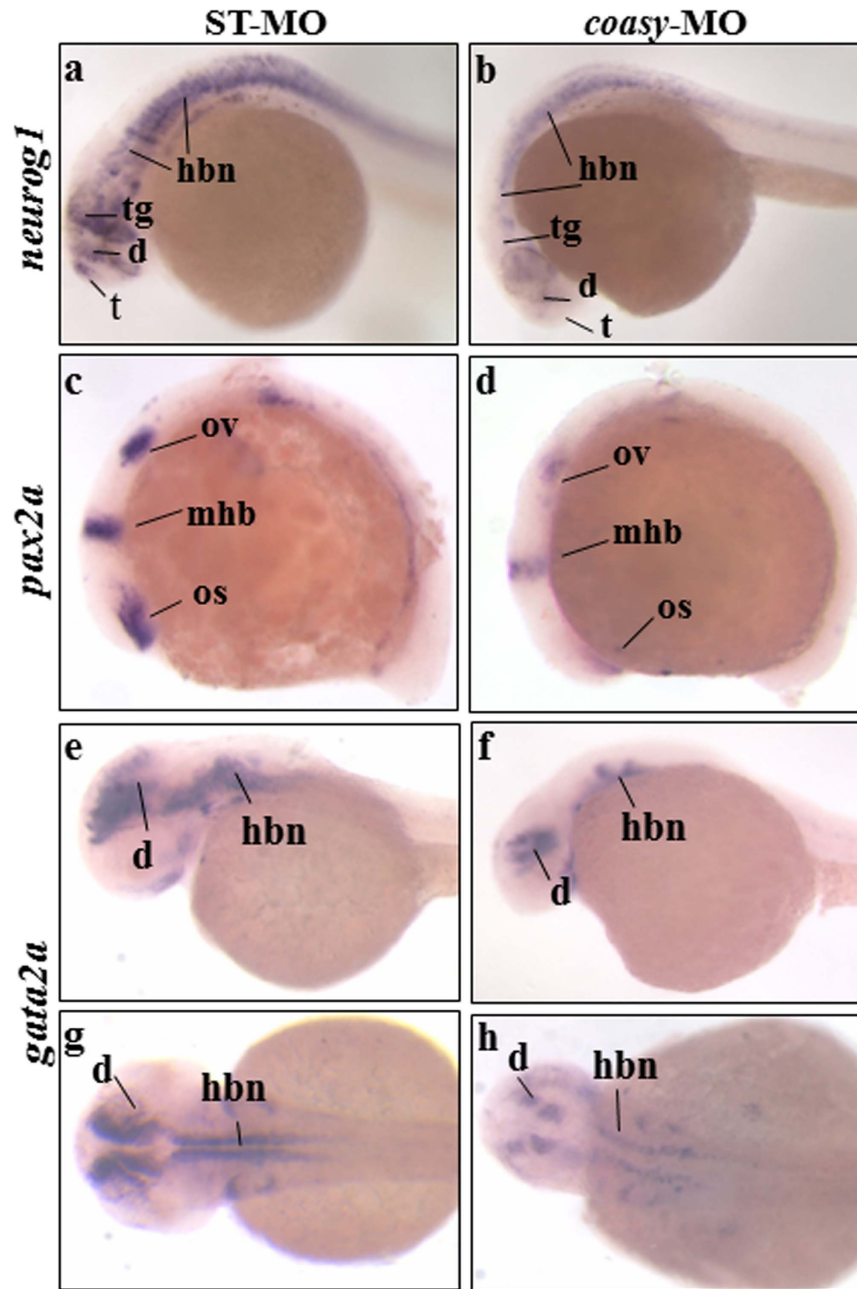 ST-MO coasy-MO
neurog1
a
hbn
tg
d
t
b
hbn
tg
d
t
pax2a
c
ov
mhb
os
d
ov
mhb
os
gata2a
e
d
hbn
f
hbn
d
g
d
hbn
h
d
hbn